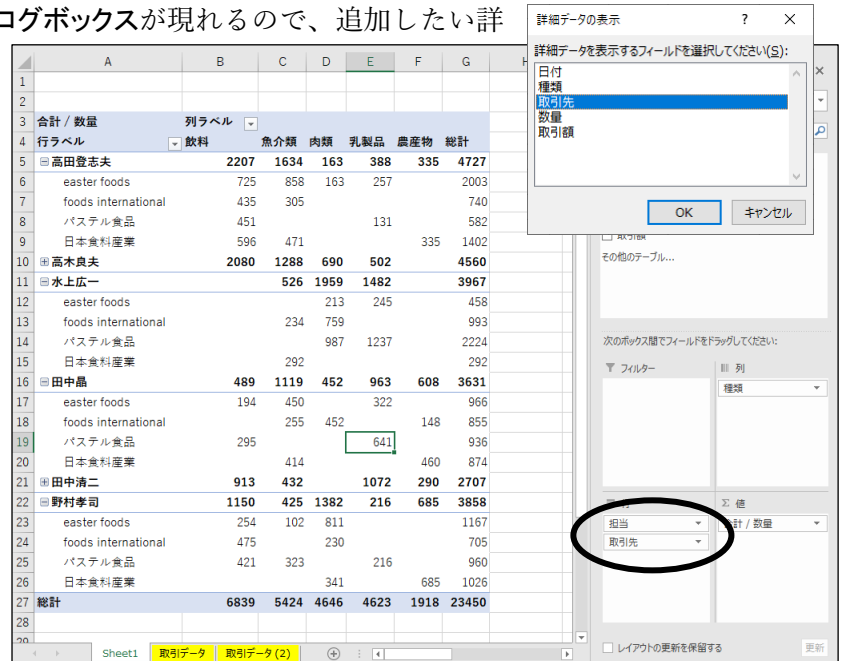 ログボックスが現れるので、追加したい詳
詳細データの表示 ? ×
詳細データを表示するフィールドを選択してください(S):
日付
種類
取引先
数量
取引額
OK キャンセル
A B C D E F G
1
2
3 合計 / 数量 列ラベル
4 行ラベル 飲料 魚介類 肉類 乳製品 農産物 総計
5 高田登志夫 2207 1634 163 388 335 4727
6 easter foods 725 858 163 257 2003
7 foods international 435 305 740
8 パステル食品 451 131 582
9 日本食料産業 596 471 335 1402
10 高木良夫 2080 1288 690 502 4560
11 水上広一 526 1959 1482 3967
12 easter foods 213 245 458
13 foods international 234 759 993
14 パステル食品 987 1237 2224
15 日本食料産業 292 292
16 田中晶 489 1119 452 963 608 3631
17 easter foods 194 450 322 966
18 foods international 255 452 148 855
19 パステル食品 295 641 936
20 日本食料産業 414 460 874
21 田中清二 913 432 1072 290 2707
22 野村孝司 1150 425 1382 216 685 3858
23 easter foods 254 102 811 1167
24 foods international 475 230 705
25 パステル食品 421 323 216 960
26 日本食料産業 341 685 1026
27 総計 6839 5424 4646 4623 1918 23450
28
Sheet1 取引データ 取引データ (2)
取引額
その他のテーブル...
次のボックス間でフィールドをドラッグしてください:
フィルター 列
種類
Σ 値
担当 合計 / 数量
取引先
レイアウトの更新を保留する 更新